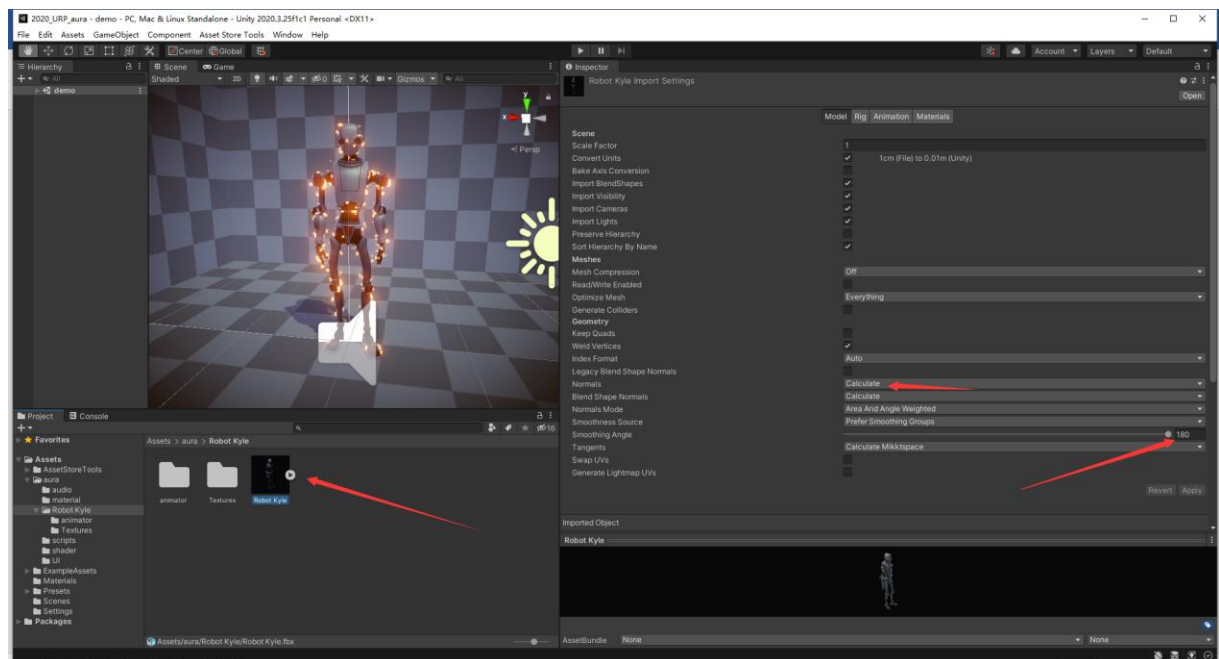 2020_URP_aura - demo - PC, Mac & Linux Standalone - Unity 2020.3.25f1c1 Personal <DX11>
File Edit Assets GameObject Component Asset Store Tools Window Help
Center Global
Account Layers Default
Hierarchy
All
demo
Scene Game
Shaded 2D 0 Gizmos All
y
x
Persp
Inspector
Robot Kyle Import Settings
Open
Model Rig Animation Materials
Scene
Scale Factor 1
Convert Units 1cm (File) to 0.01m (Unity)
Bake Axis Conversion
Import BlendShapes
Import Visibility
Import Cameras
Import Lights
Preserve Hierarchy
Sort Hierarchy By Name
Meshes
Mesh Compression Off
Read/Write Enabled
Optimize Mesh Everything
Generate Colliders
Geometry
Keep Quads
Weld Vertices
Index Format Auto
Legacy Blend Shape Normals
Normals Calculate
Blend Shape Normals Calculate
Normals Mode Area And Angle Weighted
Smoothness Source Prefer Smoothing Groups
Smoothing Angle 180
Tangents Calculate Mikktspace
Swap UVs
Generate Lightmap UVs
Revert Apply
Imported Object
Robot Kyle
AssetBundle None None
Project Console
16
Favorites
Assets
AssetStoreTools
aura
audio
material
Robot Kyle
animator
Textures
scripts
shader
UI
ExampleAssets
Materials
Presets
Scenes
Settings
Packages
Assets > aura > Robot Kyle
animator Textures Robot Kyle
Assets/aura/Robot Kyle/Robot Kyle.fbx